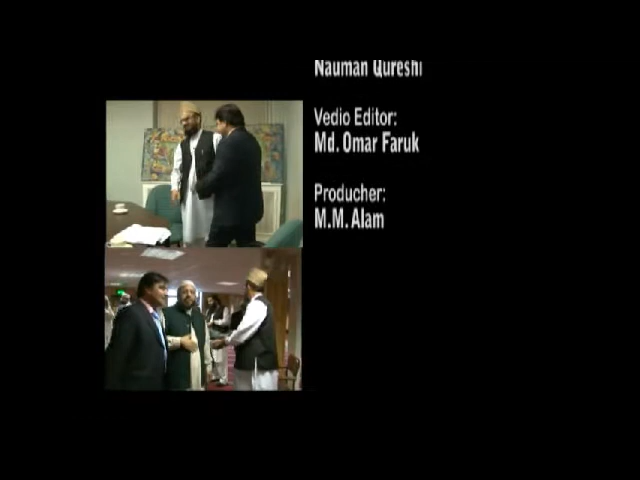 Nauman Qureshi
Vedio Editor:
Md. Omar Faruk
Producher:
M.M. Alam